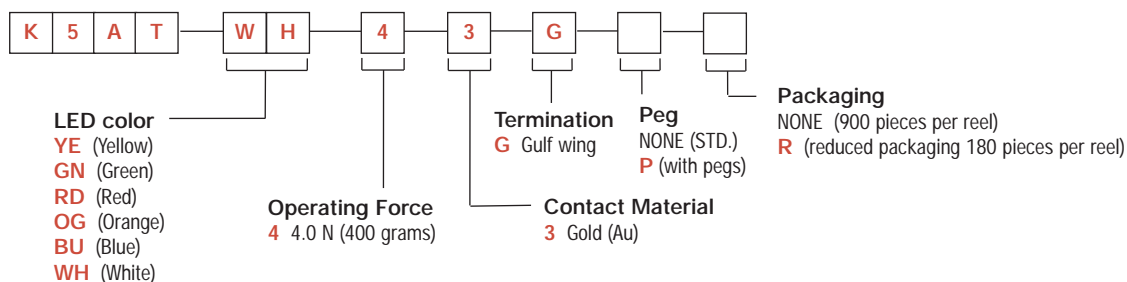 K 5 A T W H 4 3 G
LED color
YE (Yellow)
GN (Green)
RD (Red)
OG (Orange)
BU (Blue)
WH (White)
Operating Force
4 4.0 N (400 grams)
Contact Material
3 Gold (Au)
Termination
G Gulf wing
Peg
NONE (STD.)
P (with pegs)
Packaging
NONE (900 pieces per reel)
R (reduced packaging 180 pieces per reel)